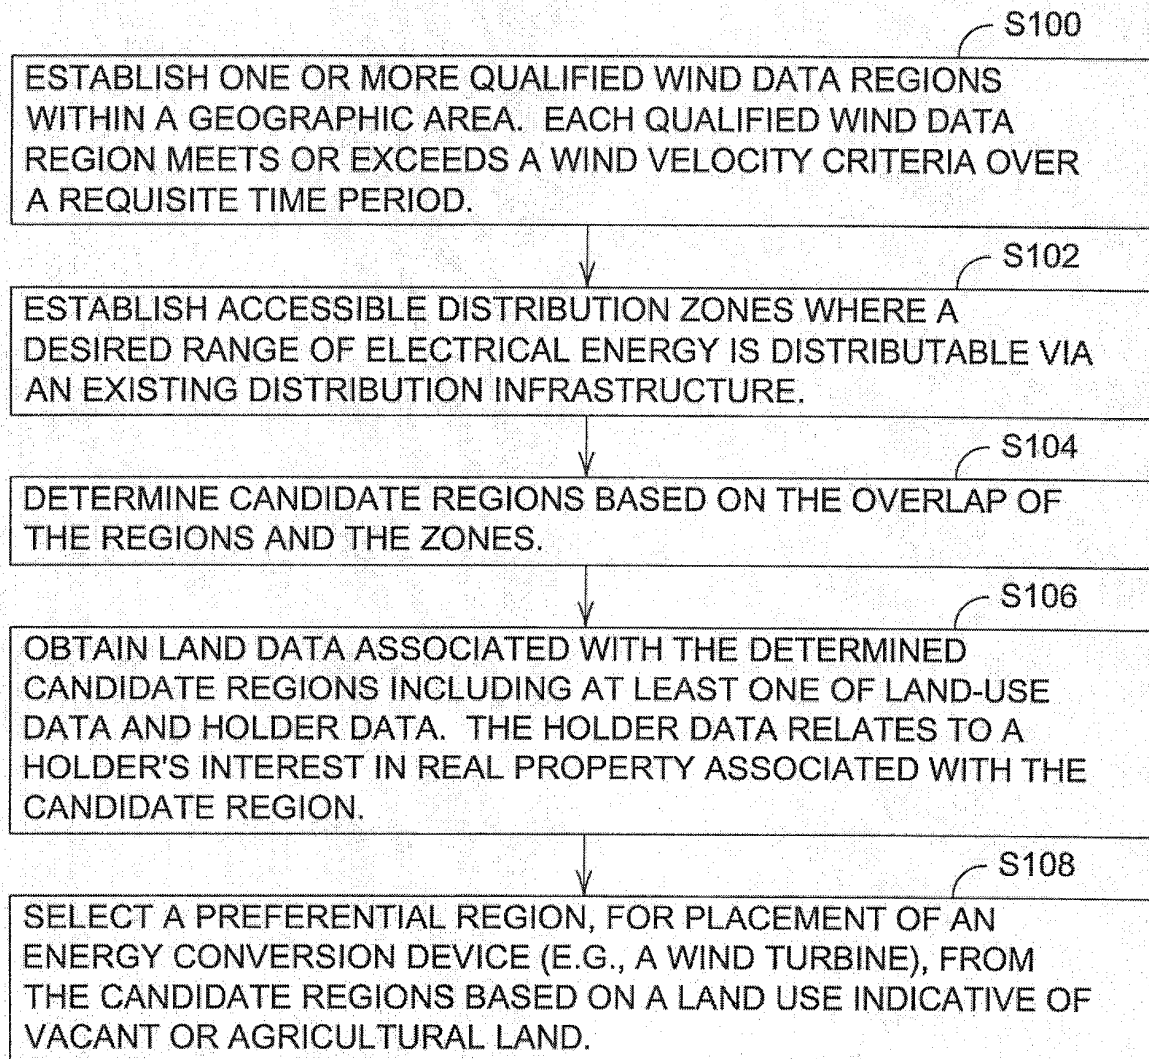 S100
ESTABLISH ONE OR MORE QUALIFIED WIND DATA REGIONS
WITHIN A GEOGRAPHIC AREA.  EACH QUALIFIED WIND DATA
REGION MEETS OR EXCEEDS A WIND VELOCITY CRITERIA OVER
A REQUISITE TIME PERIOD.
S102
ESTABLISH ACCESSIBLE DISTRIBUTION ZONES WHERE A
DESIRED RANGE OF ELECTRICAL ENERGY IS DISTRIBUTABLE VIA
AN EXISTING DISTRIBUTION INFRASTRUCTURE.
S104
DETERMINE CANDIDATE REGIONS BASED ON THE OVERLAP OF
THE REGIONS AND THE ZONES.
S106
OBTAIN LAND DATA ASSOCIATED WITH THE DETERMINED
CANDIDATE REGIONS INCLUDING AT LEAST ONE OF LAND-USE
DATA AND HOLDER DATA.  THE HOLDER DATA RELATES TO A
HOLDER'S INTEREST IN REAL PROPERTY ASSOCIATED WITH THE
CANDIDATE REGION.
S108
SELECT A PREFERENTIAL REGION, FOR PLACEMENT OF AN
ENERGY CONVERSION DEVICE (E.G., A WIND TURBINE), FROM
THE CANDIDATE REGIONS BASED ON A LAND USE INDICATIVE OF
VACANT OR AGRICULTURAL LAND.